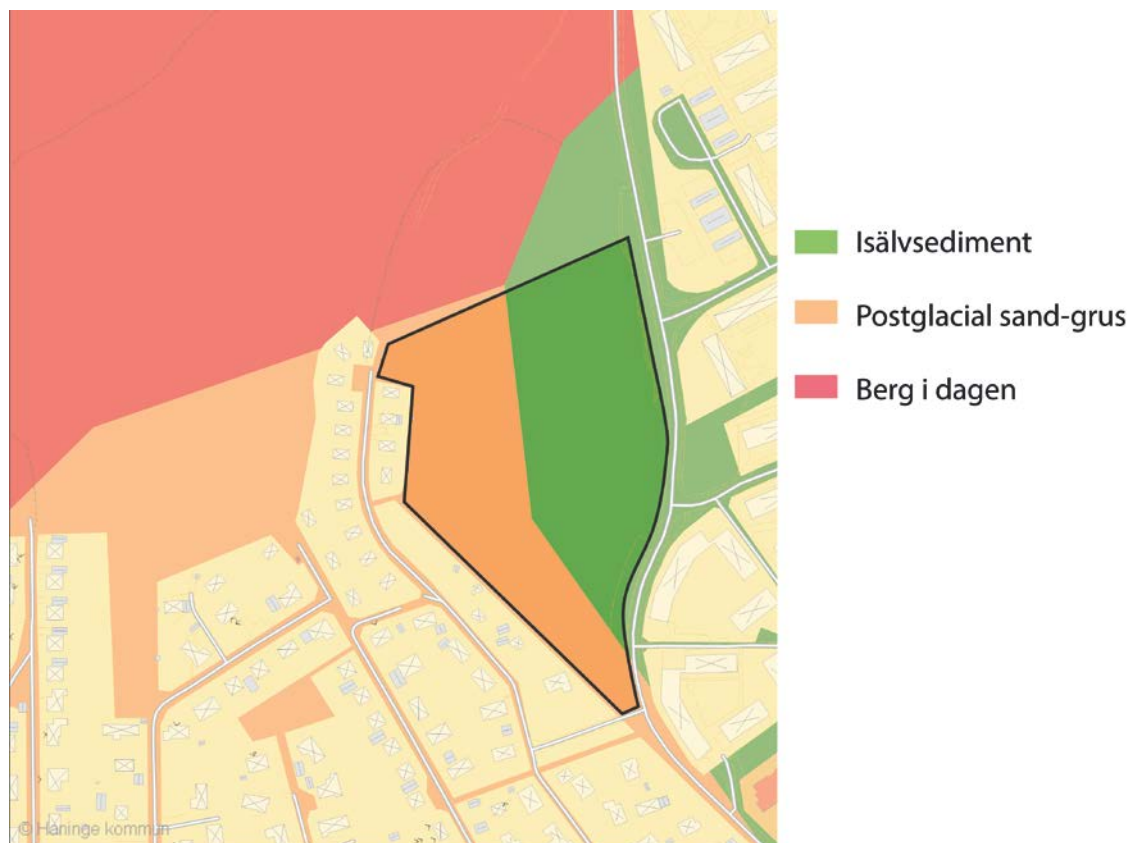 Isälvsediment
Postglacial sand-grus
Berg i dagen
© Haninge kommun